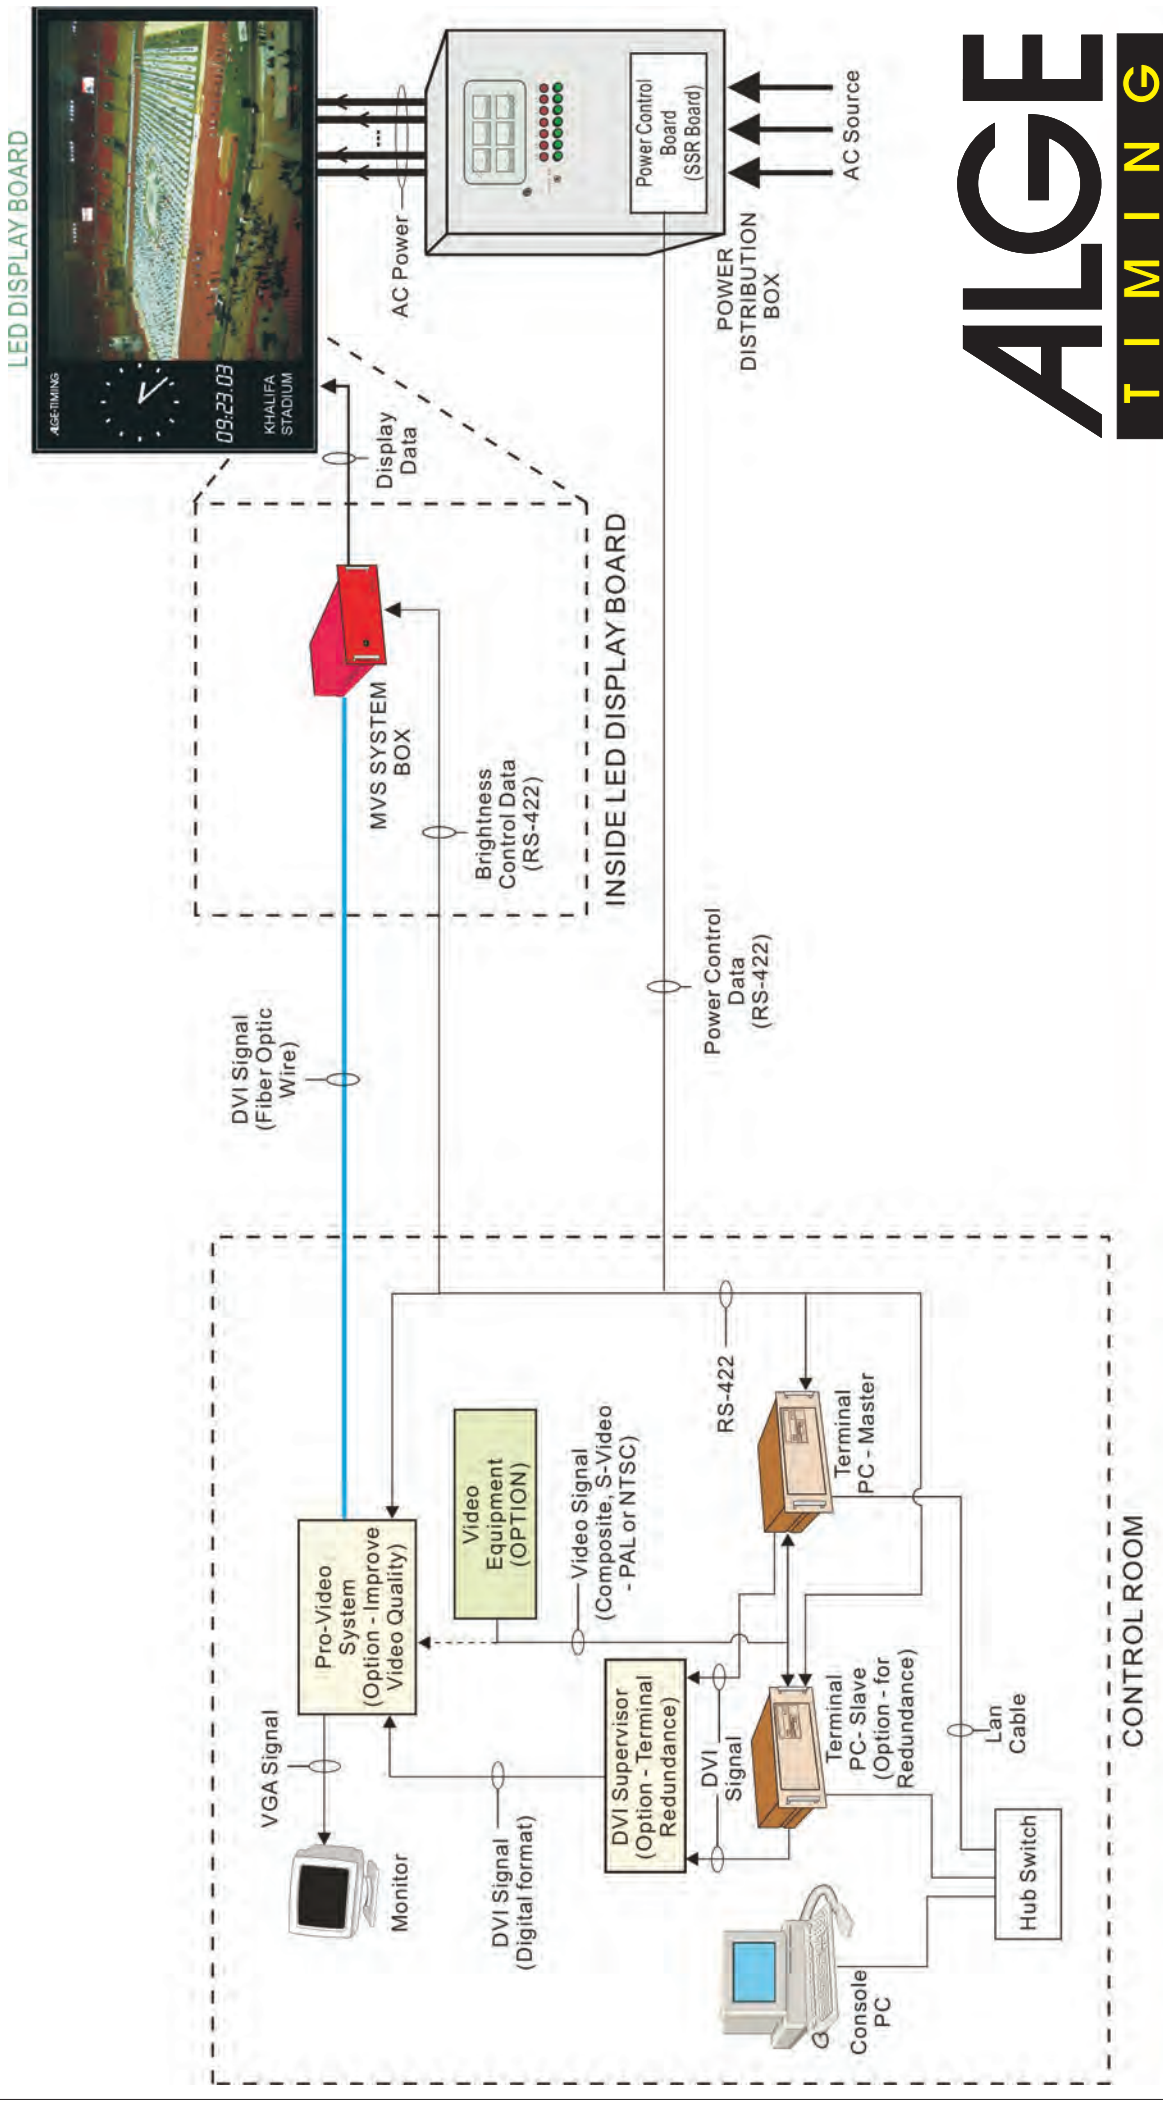 LED DISPLAY BOARD
ALGE-TIMING
09:23.03
KHALIFA
STADIUM
Display
Data
AC Power
Power Control
Board
(SSR Board)
POWER
DISTRIBUTION
BOX
AC Source
MVS SYSTEM
BOX
Brightness
Control Data
(RS-422)
INSIDE LED DISPLAY BOARD
DVI Signal
(Fiber Optic
Wire)
Power Control
Data
(RS-422)
VGA Signal
Monitor
Pro-Video
System
(Option - Improve
Video Quality)
Video
Equipment
(OPTION)
DVI Signal
(Digital format)
Video Signal
(Composite, S-Video
- PAL or NTSC)
DVI Supervisor
(Option - Terminal
Redundance)
RS-422
DVI
Signal
Terminal
PC - Master
Terminal
PC- Slave
(Option - for
Redundance)
Console
PC
Lan
Cable
Hub Switch
CONTROL ROOM
ALGE
TIMING